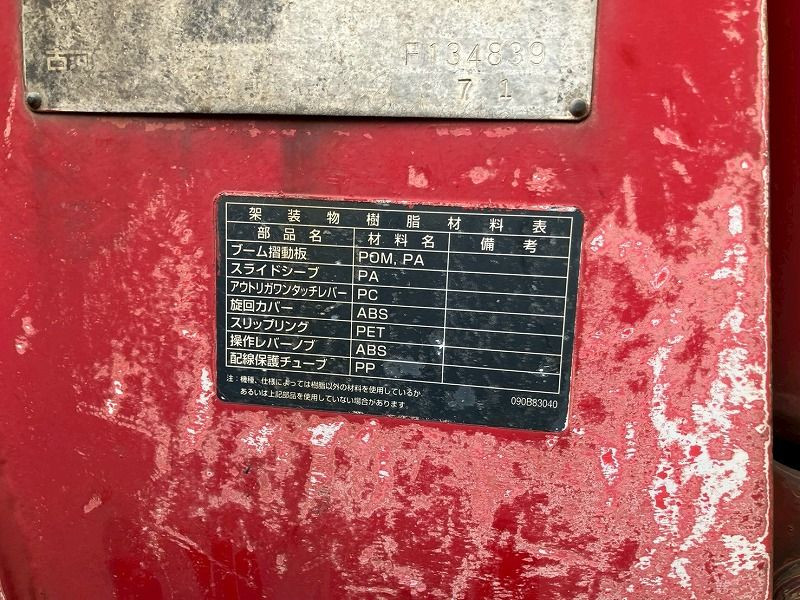 古河
F134839
7 1
架装物樹脂材料表
部品名 材料名 備考
ブーム摺動板 POM, PA
スライドシーブ PA
アウトリガワンタッチレバー PC
旋回カバー ABS
スリップリング PET
操作レバーノブ ABS
配線保護チューブ PP
注：機種、仕様によっては樹脂以外の材料を使用しているか、
あるいは上記部品を使用していない場合があります。
090B83040